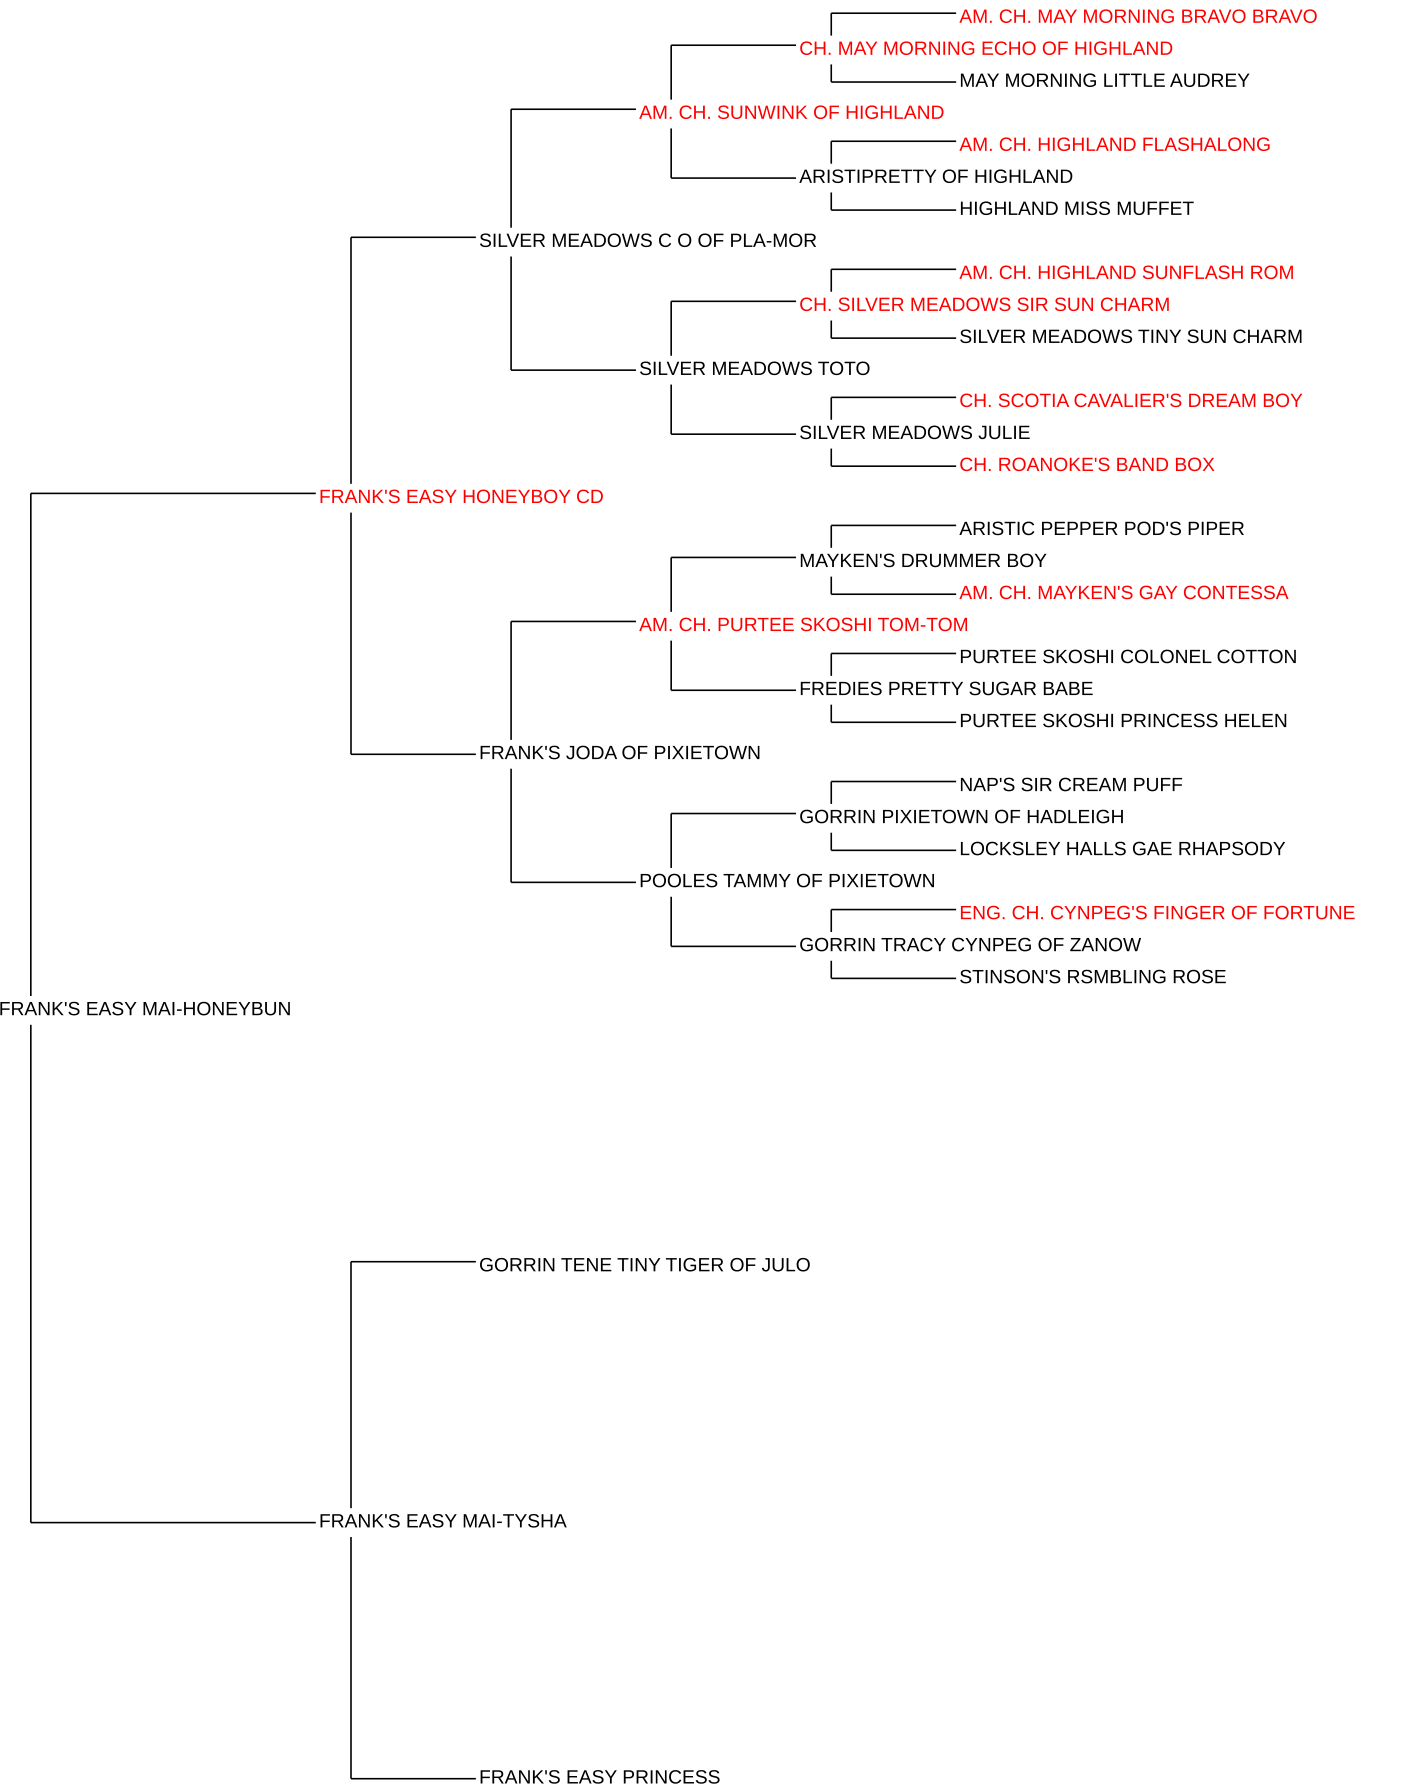 AM. CH. MAY MORNING BRAVO BRAVO
CH. MAY MORNING ECHO OF HIGHLAND
MAY MORNING LITTLE AUDREY
AM. CH. SUNWINK OF HIGHLAND
AM. CH. HIGHLAND FLASHALONG
ARISTIPRETTY OF HIGHLAND
HIGHLAND MISS MUFFET
SILVER MEADOWS C O OF PLA-MOR
AM. CH. HIGHLAND SUNFLASH ROM
CH. SILVER MEADOWS SIR SUN CHARM
SILVER MEADOWS TINY SUN CHARM
SILVER MEADOWS TOTO
CH. SCOTIA CAVALIER'S DREAM BOY
SILVER MEADOWS JULIE
CH. ROANOKE'S BAND BOX
FRANK'S EASY HONEYBOY CD
ARISTIC PEPPER POD'S PIPER
MAYKEN'S DRUMMER BOY
AM. CH. MAYKEN'S GAY CONTESSA
AM. CH. PURTEE SKOSHI TOM-TOM
PURTEE SKOSHI COLONEL COTTON
FREDIES PRETTY SUGAR BABE
PURTEE SKOSHI PRINCESS HELEN
FRANK'S JODA OF PIXIETOWN
NAP'S SIR CREAM PUFF
GORRIN PIXIETOWN OF HADLEIGH
LOCKSLEY HALLS GAE RHAPSODY
POOLES TAMMY OF PIXIETOWN
ENG. CH. CYNPEG'S FINGER OF FORTUNE
GORRIN TRACY CYNPEG OF ZANOW
STINSON'S RSMBLING ROSE
FRANK'S EASY MAI-HONEYBUN
GORRIN TENE TINY TIGER OF JULO
FRANK'S EASY MAI-TYSHA
FRANK'S EASY PRINCESS